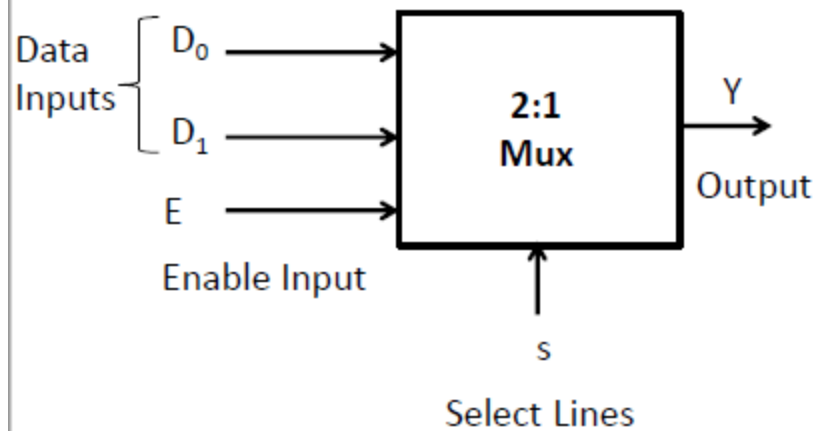 Data
Inputs
D₀
D₁
E
Enable Input
2:1
Mux
Y
Output
s
Select Lines